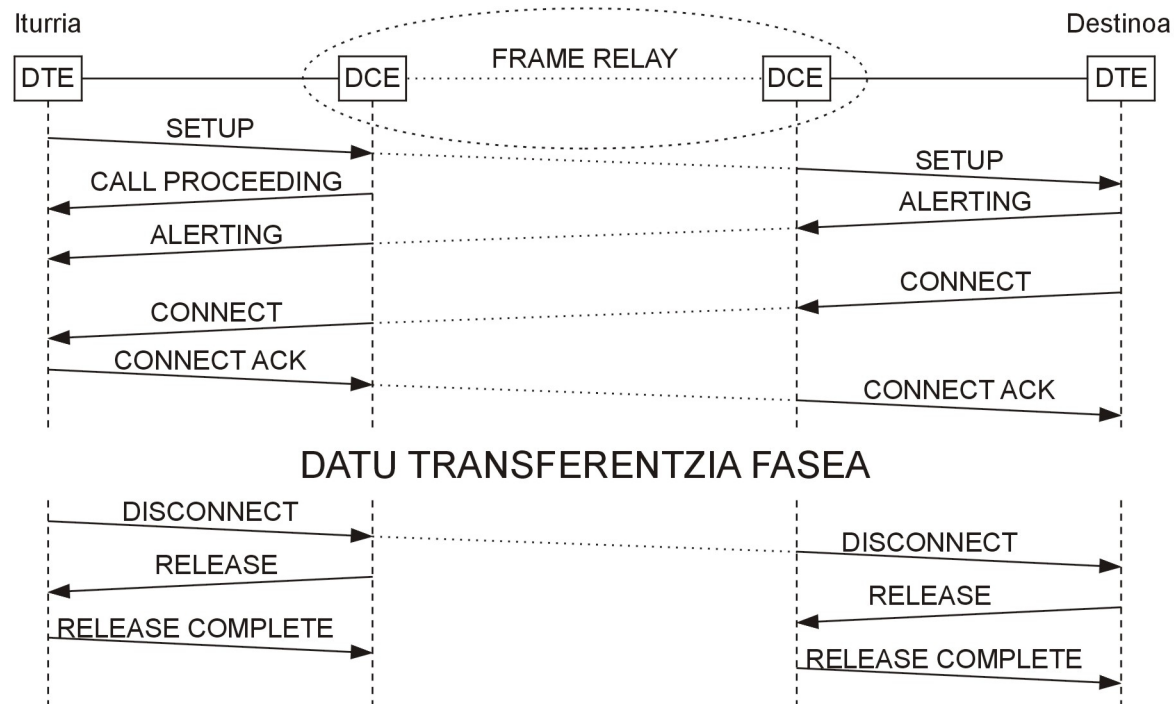 Iturria
Destinoa
DTE
DCE
FRAME RELAY
DCE
DTE
SETUP
SETUP
CALL PROCEEDING
ALERTING
ALERTING
CONNECT
CONNECT
CONNECT ACK
CONNECT ACK
DATU TRANSFERENTZIA FASEA
DISCONNECT
DISCONNECT
RELEASE
RELEASE
RELEASE COMPLETE
RELEASE COMPLETE